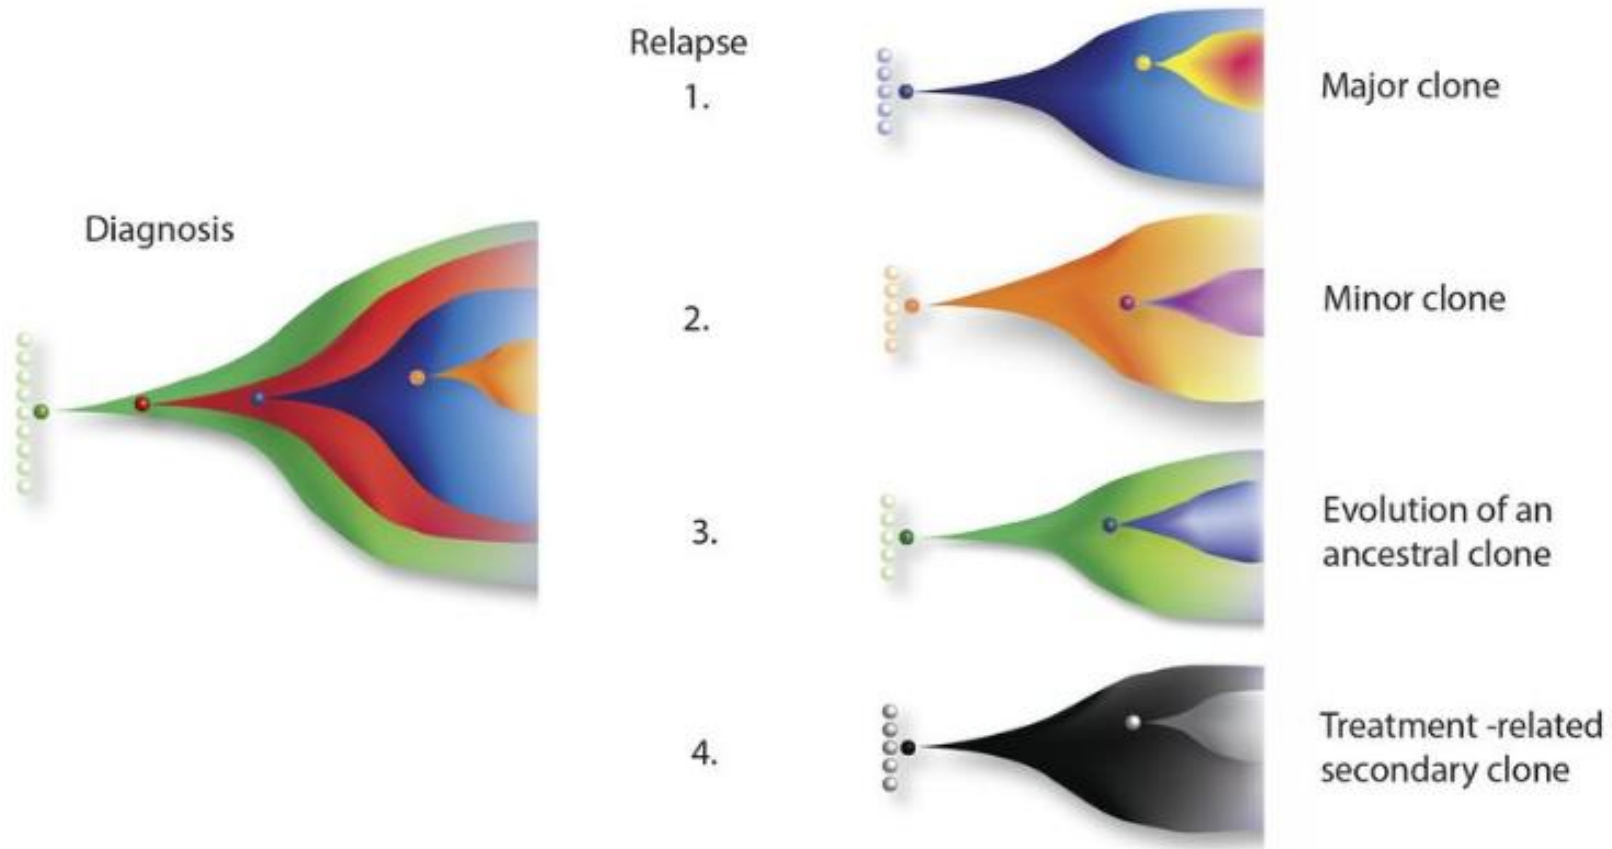 Diagnosis
Relapse
1.
Major clone
2.
Minor clone
3.
Evolution of an
ancestral clone
4.
Treatment -related
secondary clone